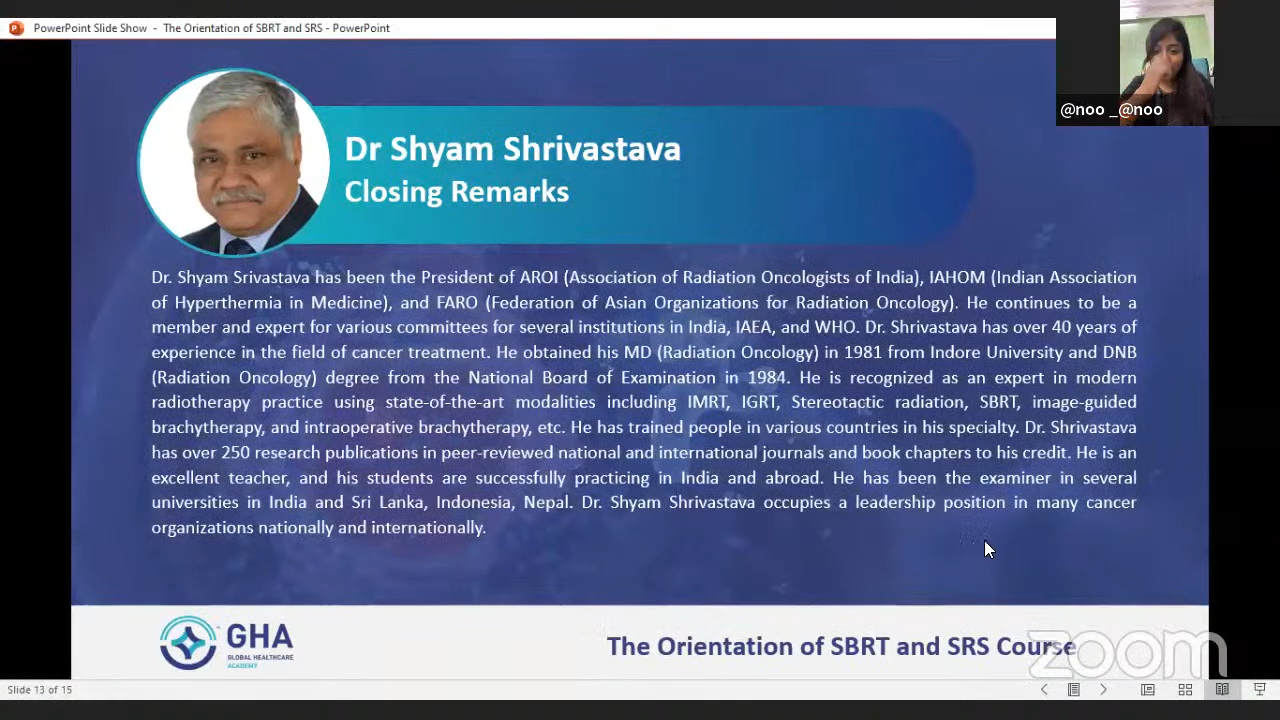 PowerPoint Slide Show - The Orientation of SBRT and SRS - PowerPoint
@noo _@noo
Dr Shyam Shrivastava
Closing Remarks
Dr. Shyam Srivastava has been the President of AROI (Association of Radiation Oncologists of India), IAHOM (Indian Association
of Hyperthermia in Medicine), and FARO (Federation of Asian Organizations for Radiation Oncology). He continues to be a
member and expert for various committees for several institutions in India, IAEA, and WHO. Dr. Shrivastava has over 40 years of
experience in the field of cancer treatment. He obtained his MD (Radiation Oncology) in 1981 from Indore University and DNB
(Radiation Oncology) degree from the National Board of Examination in 1984. He is recognized as an expert in modern
radiotherapy practice using state-of-the-art modalities including IMRT, IGRT, Stereotactic radiation, SBRT, image-guided
brachytherapy, and intraoperative brachytherapy, etc. He has trained people in various countries in his specialty. Dr. Shrivastava
has over 250 research publications in peer-reviewed national and international journals and book chapters to his credit. He is an
excellent teacher, and his students are successfully practicing in India and abroad. He has been the examiner in several
universities in India and Sri Lanka, Indonesia, Nepal. Dr. Shyam Shrivastava occupies a leadership position in many cancer
organizations nationally and internationally.
GHA
GLOBAL HEALTHCARE
ACADEMY
The Orientation of SBRT and SRS Course
zoom
Slide 13 of 15